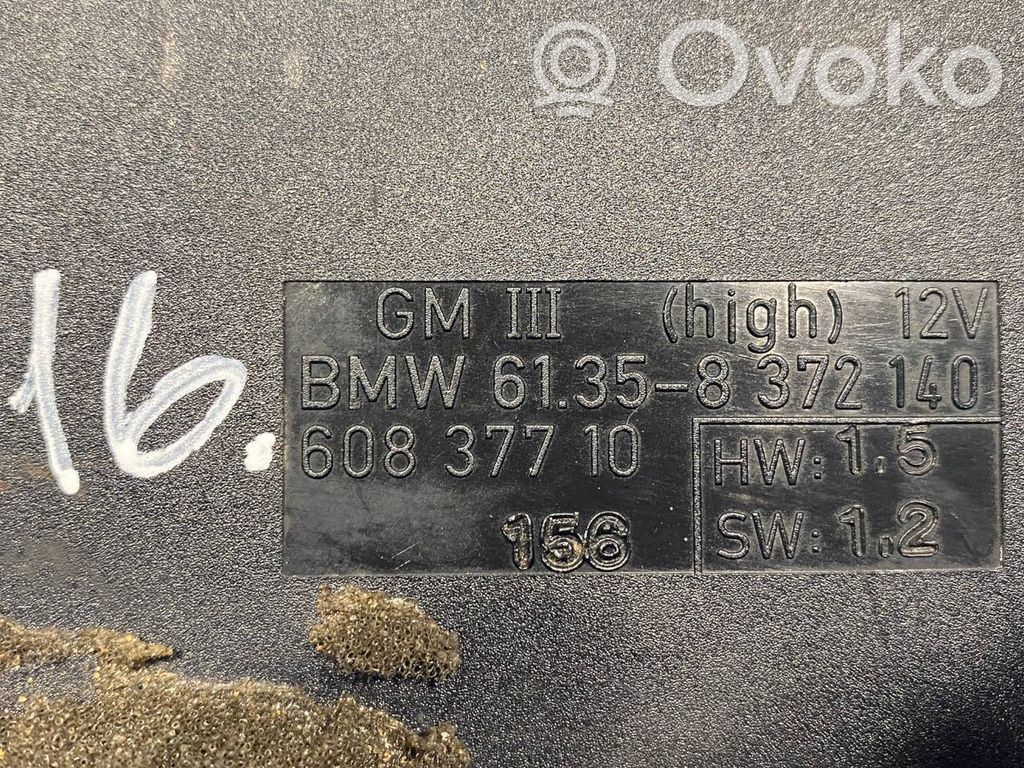 Ovoko
16.
GM III (high) 12V
BMW 61.35-8 372 140
608 377 10
HW: 1.5
156
SW: 1.2